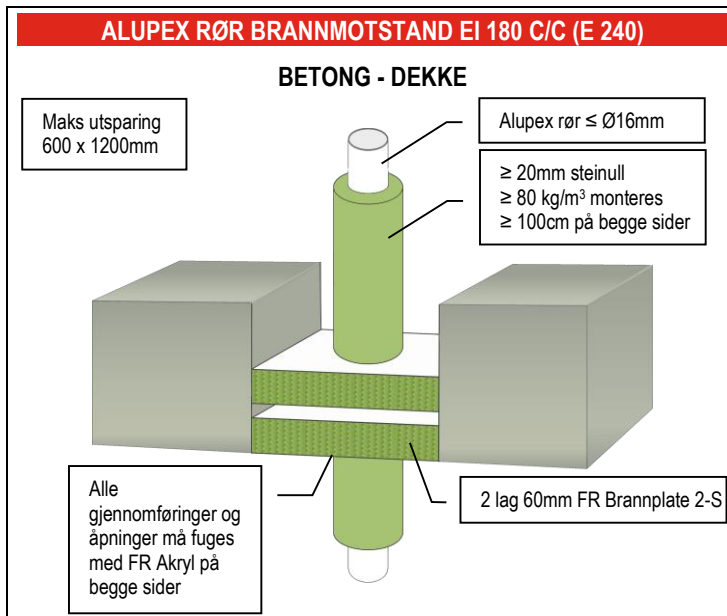 ALUPEX RØR BRANNMOTSTAND EI 180 C/C (E 240)
BETONG - DEKKE
Maks utsparing
600 x 1200mm
Alupex rør ≤ Ø16mm
≥ 20mm steinull
≥ 80 kg/m³ monteres
≥ 100cm på begge sider
Alle
gjennomføringer og
åpninger må fuges
med FR Akryl på
begge sider
2 lag 60mm FR Brannplate 2-S